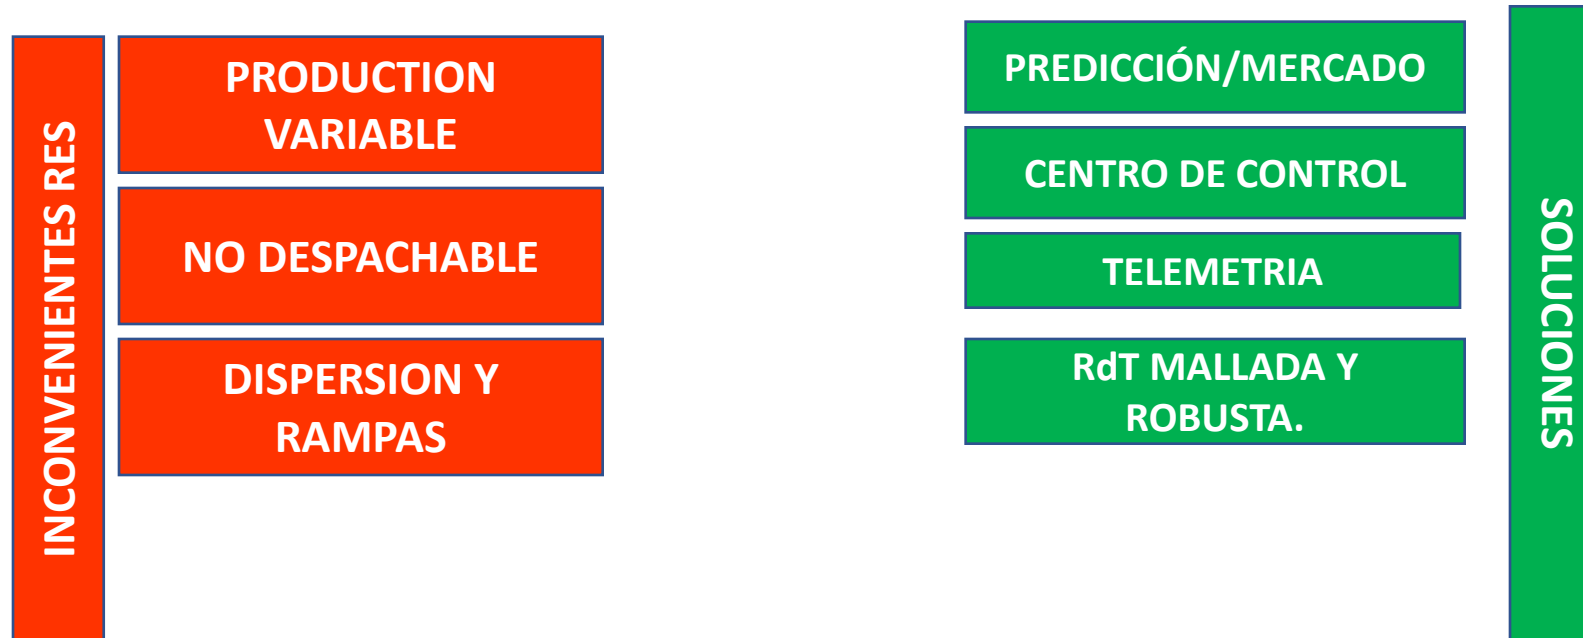 INCONVENIENTES RES
PRODUCTION
VARIABLE
NO DESPACHABLE
DISPERSION Y
RAMPAS
PREDICCIÓN/MERCADO
CENTRO DE CONTROL
TELEMETRIA
RdT MALLADA Y
ROBUSTA.
SOLUCIONES